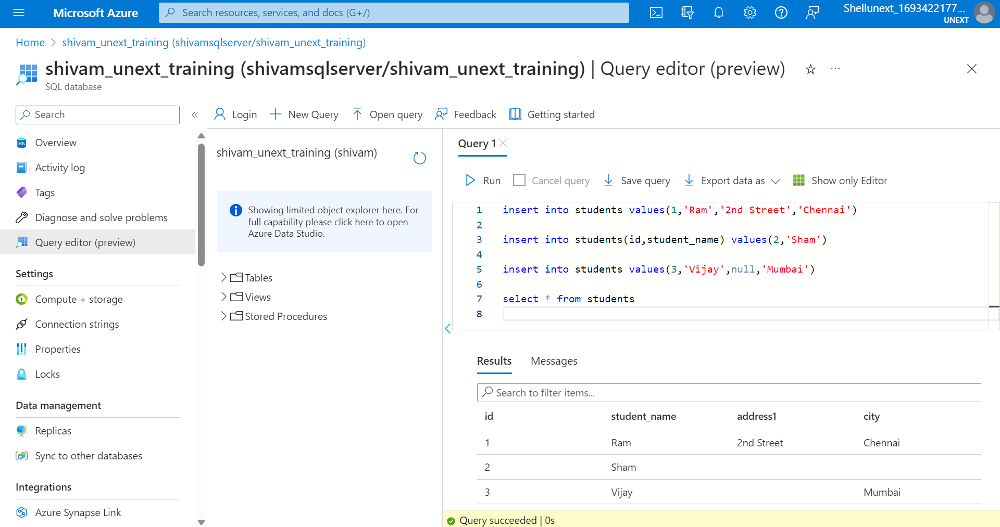 Microsoft Azure
Search resources, services, and docs (G+/)
Shellunext_1693422177...
UNEXT
Home > shivam_unext_training (shivamsqlserver/shivam_unext_training)
shivam_unext_training (shivamsqlserver/shivam_unext_training) | Query editor (preview)
SQL database
Search
Overview
Activity log
Tags
Diagnose and solve problems
Query editor (preview)
Settings
Compute + storage
Connection strings
Properties
Locks
Data management
Replicas
Sync to other databases
Integrations
Azure Synapse Link
Login New Query Open query Feedback Getting started
shivam_unext_training (shivam)
Showing limited object explorer here. For
full capability please click here to open
Azure Data Studio.
Tables
Views
Stored Procedures
Query 1
Run Cancel query Save query Export data as Show only Editor
1 insert into students values(1,'Ram','2nd Street','Chennai')
2
3 insert into students(id,student_name) values(2,'Sham')
4
5 insert into students values(3,'Vijay',null,'Mumbai')
6
7 select * from students
8
Results Messages
Search to filter items...
id student_name address1 city
1 Ram 2nd Street Chennai
2 Sham
3 Vijay Mumbai
Query succeeded | 0s